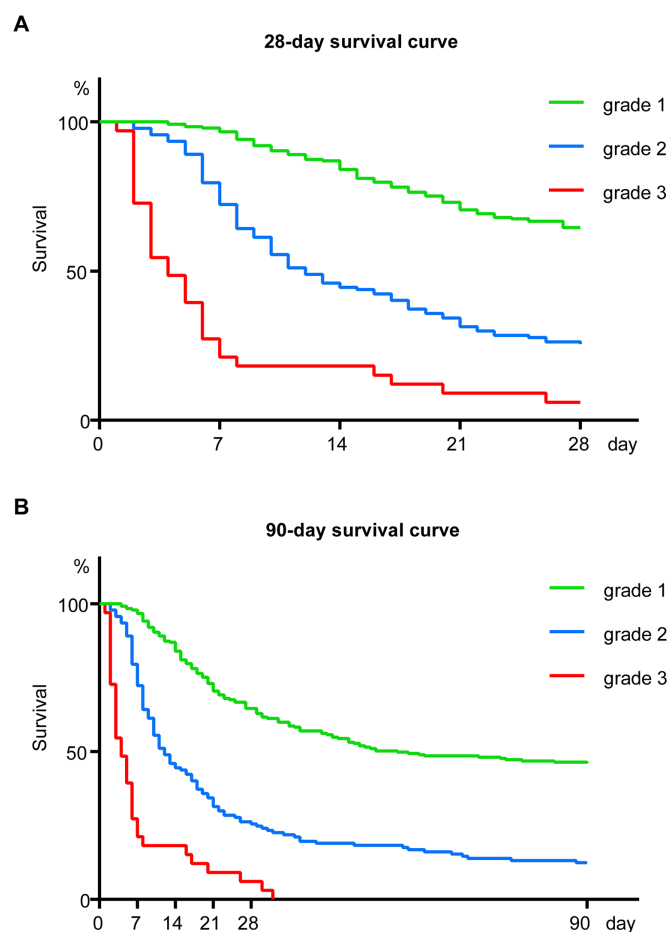 A
28-day survival curve
%
100
50
0
Survival
grade 1
grade 2
grade 3
0 7 14 21 28 day
B
90-day survival curve
%
100
50
0
Survival
grade 1
grade 2
grade 3
0 7 14 21 28 90 day